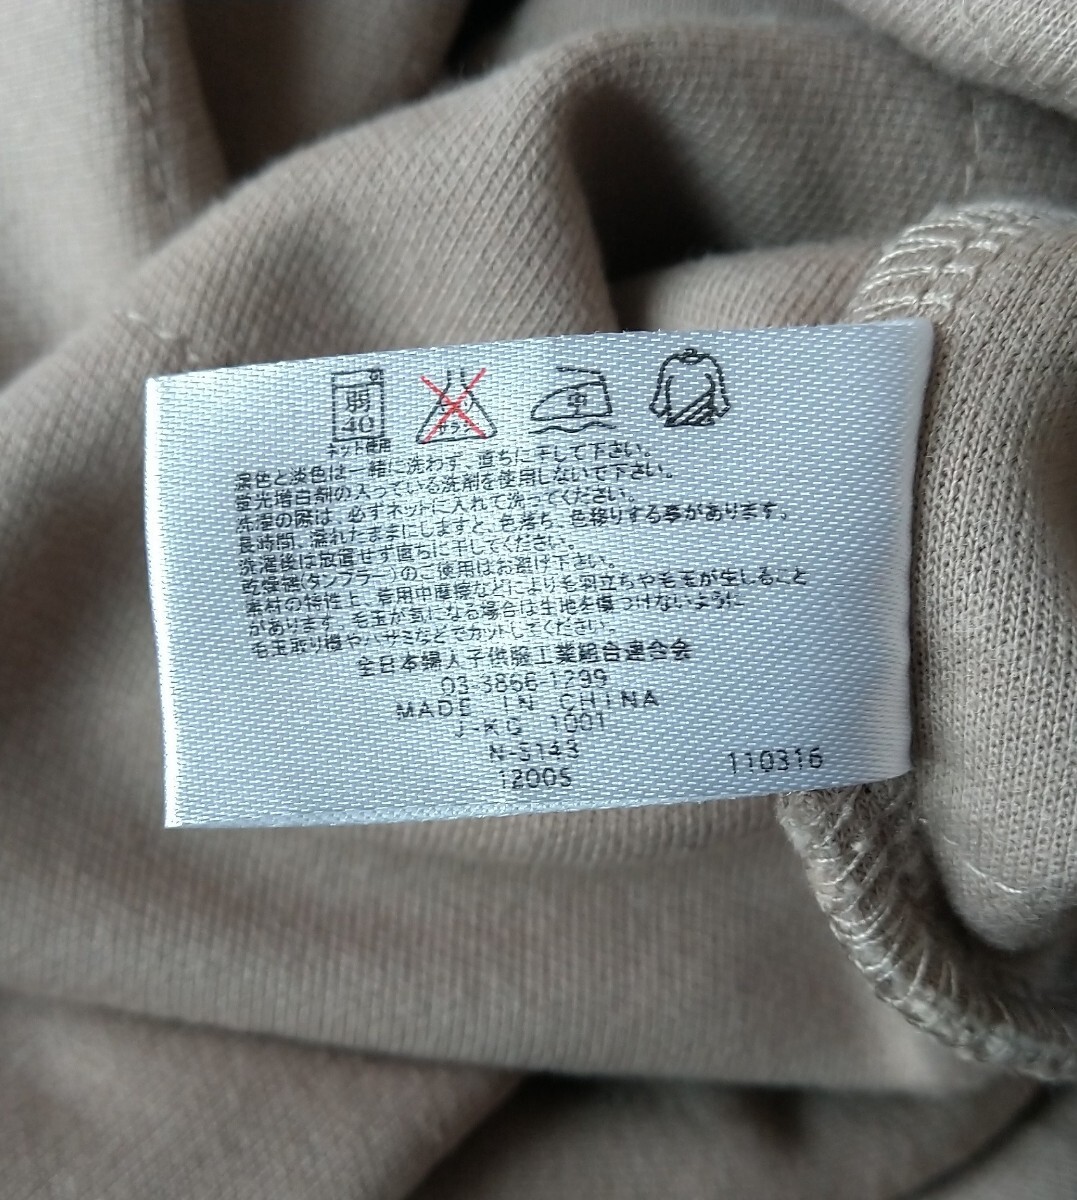 弱
40
ネット使用
エンソ
サラシ
中
濃色と淡色は一緒に洗わず、直ちに干して下さい。
蛍光増白剤の入っている洗剤を使用しないで下さい。
洗濯の際は、必ずネットに入れて洗ってください。
長時間、濡れたままにしますと、色落ち、色移りする事があります。
洗濯後は放置せず直ちに干してください。
乾燥機(タンブラー)のご使用はお避け下さい。
素材の特性上、着用中摩擦などにより毛羽立ちや毛玉が生じること
があります。毛玉が気になる場合は生地を傷つけないように
毛玉取り機やハサミなどでカットしてください。
全日本婦人子供服工業組合連合会
03-3866-1299
MADE IN CHINA
J-KC 1001
N-5143
1200S
110316